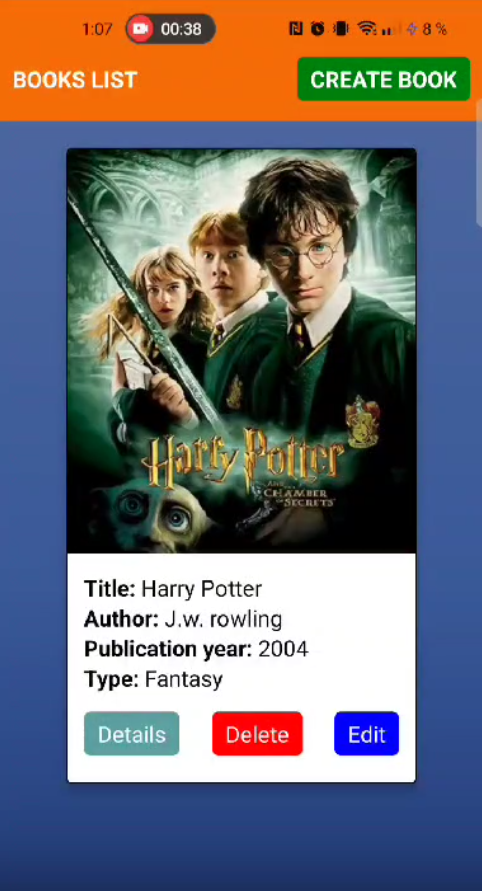 1:07 00:38 8 %
BOOKS LIST
CREATE BOOK
Harry Potter
AND THE
CHAMBER
OF SECRETS
Title: Harry Potter
Author: J.w. rowling
Publication year: 2004
Type: Fantasy
Details
Delete
Edit